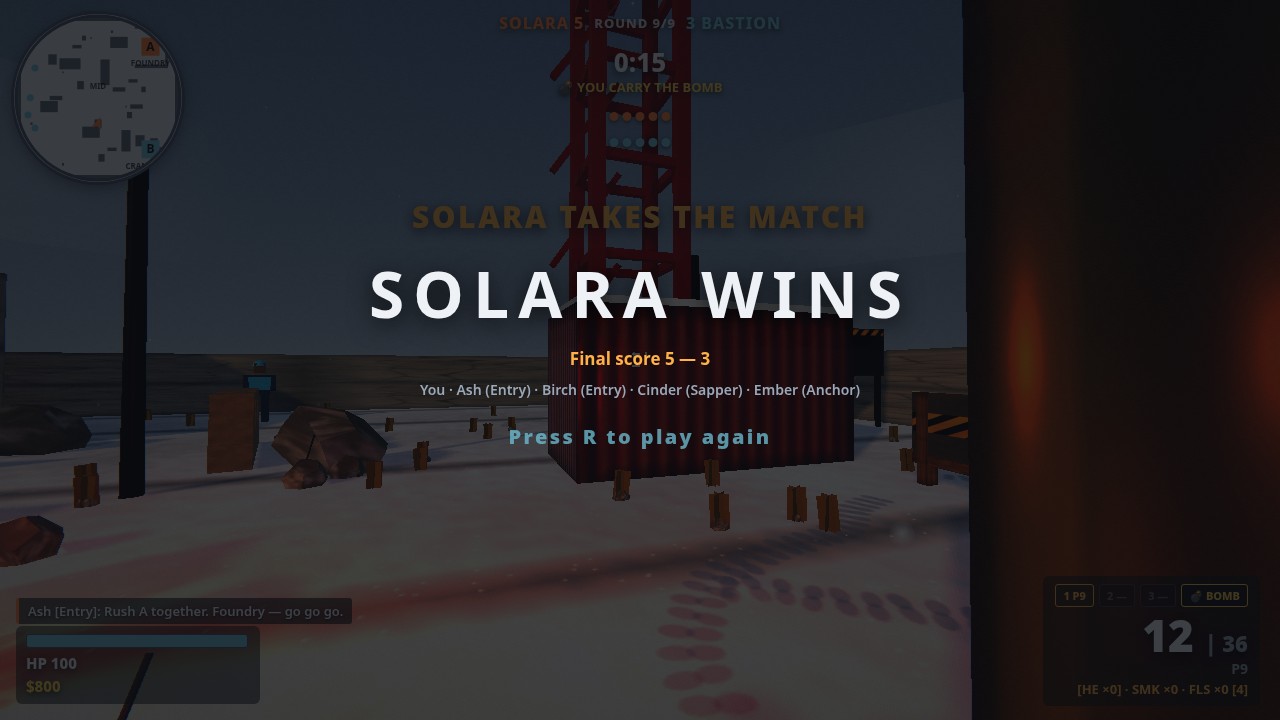 SOLARA 5, ROUND 9/9 3 BASTION
0:15
YOU CARRY THE BOMB
A
FOUNDRY
MID
B
SOLARA TAKES THE MATCH
SOLARA WINS
Final score 5 — 3
You · Ash (Entry) · Birch (Entry) · Cinder (Sapper) · Ember (Anchor)
Press R to play again
Ash [Entry]: Rush A together. Foundry — go go go.
HP 100
$800
1 P9 2 — 3 — BOMB
12 | 36
P9
[HE ×0] · SMK ×0 · FLS ×0 [4]